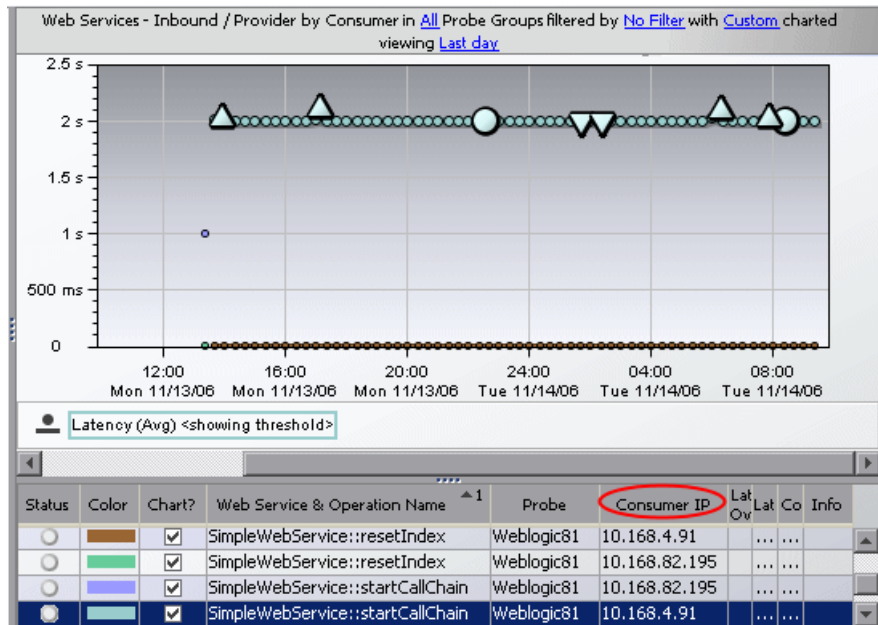 Web Services - Inbound / Provider by Consumer in All Probe Groups filtered by No Filter with Custom charted
viewing Last day
2.5 s
2 s
1.5 s
1 s
500 ms
0
12:00 16:00 20:00 24:00 04:00 08:00
Mon 11/13/06 Mon 11/13/06 Mon 11/13/06 Tue 11/14/06 Tue 11/14/06 Tue 11/14/06
Latency (Avg) <showing threshold>
Status Color Chart? Web Service & Operation Name 1 Probe Consumer IP Lat Ov Lat Co Info
SimpleWebService::resetIndex Weblogic81 10.168.4.91 ... ...
SimpleWebService::resetIndex Weblogic81 10.168.82.195 ... ...
SimpleWebService::startCallChain Weblogic81 10.168.82.195 ... ...
SimpleWebService::startCallChain Weblogic81 10.168.4.91 ... ...